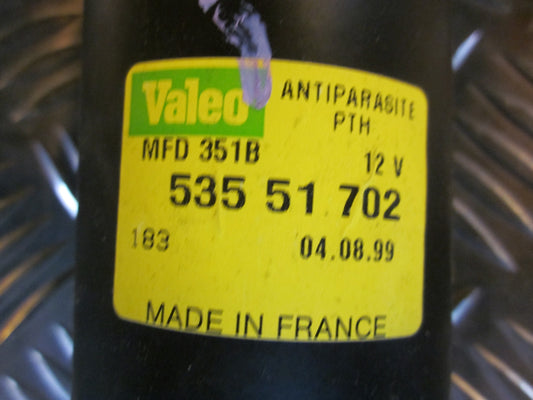 Valeo
ANTIPARASITE
PTH
MFD 351B
12 V
535 51 702
183
04.08.99
MADE IN FRANCE